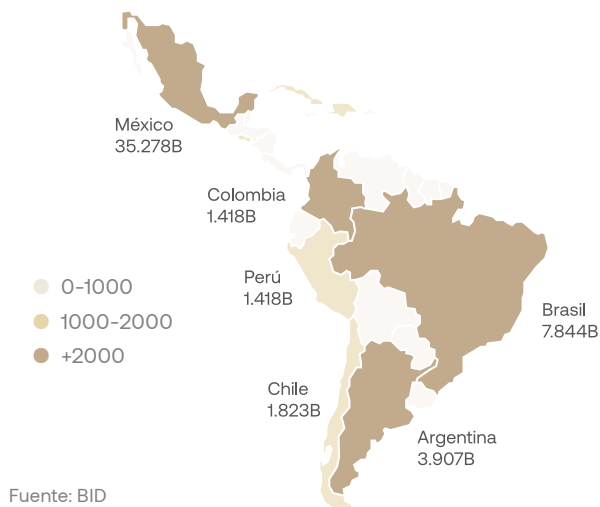 México
35.278B
Colombia
1.418B
Perú
1.418B
Brasil
7.844B
Chile
1.823B
Argentina
3.907B
0-1000
1000-2000
+2000
Fuente: BID